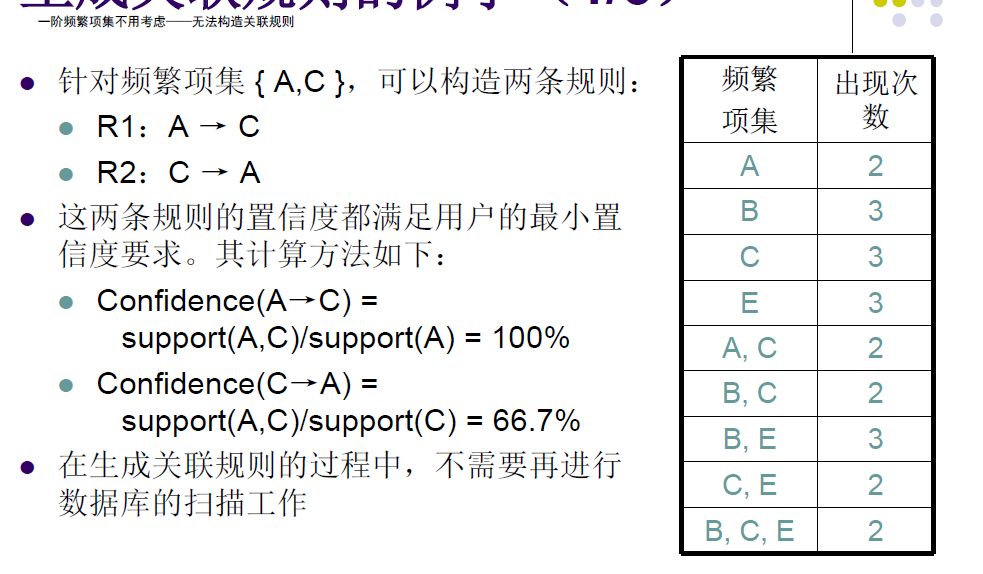 生成关联规则的例子
一阶频繁项集不用考虑——无法构造关联规则
针对频繁项集 { A,C }，可以构造两条规则：
R1：A → C
R2：C → A
这两条规则的置信度都满足用户的最小置
信度要求。其计算方法如下：
Confidence(A→C) =
support(A,C)/support(A) = 100%
Confidence(C→A) =
support(A,C)/support(C) = 66.7%
在生成关联规则的过程中，不需要再进行
数据库的扫描工作
频繁
项集
出现次
数
A 2
B 3
C 3
E 3
A, C 2
B, C 2
B, E 3
C, E 2
B, C, E 2